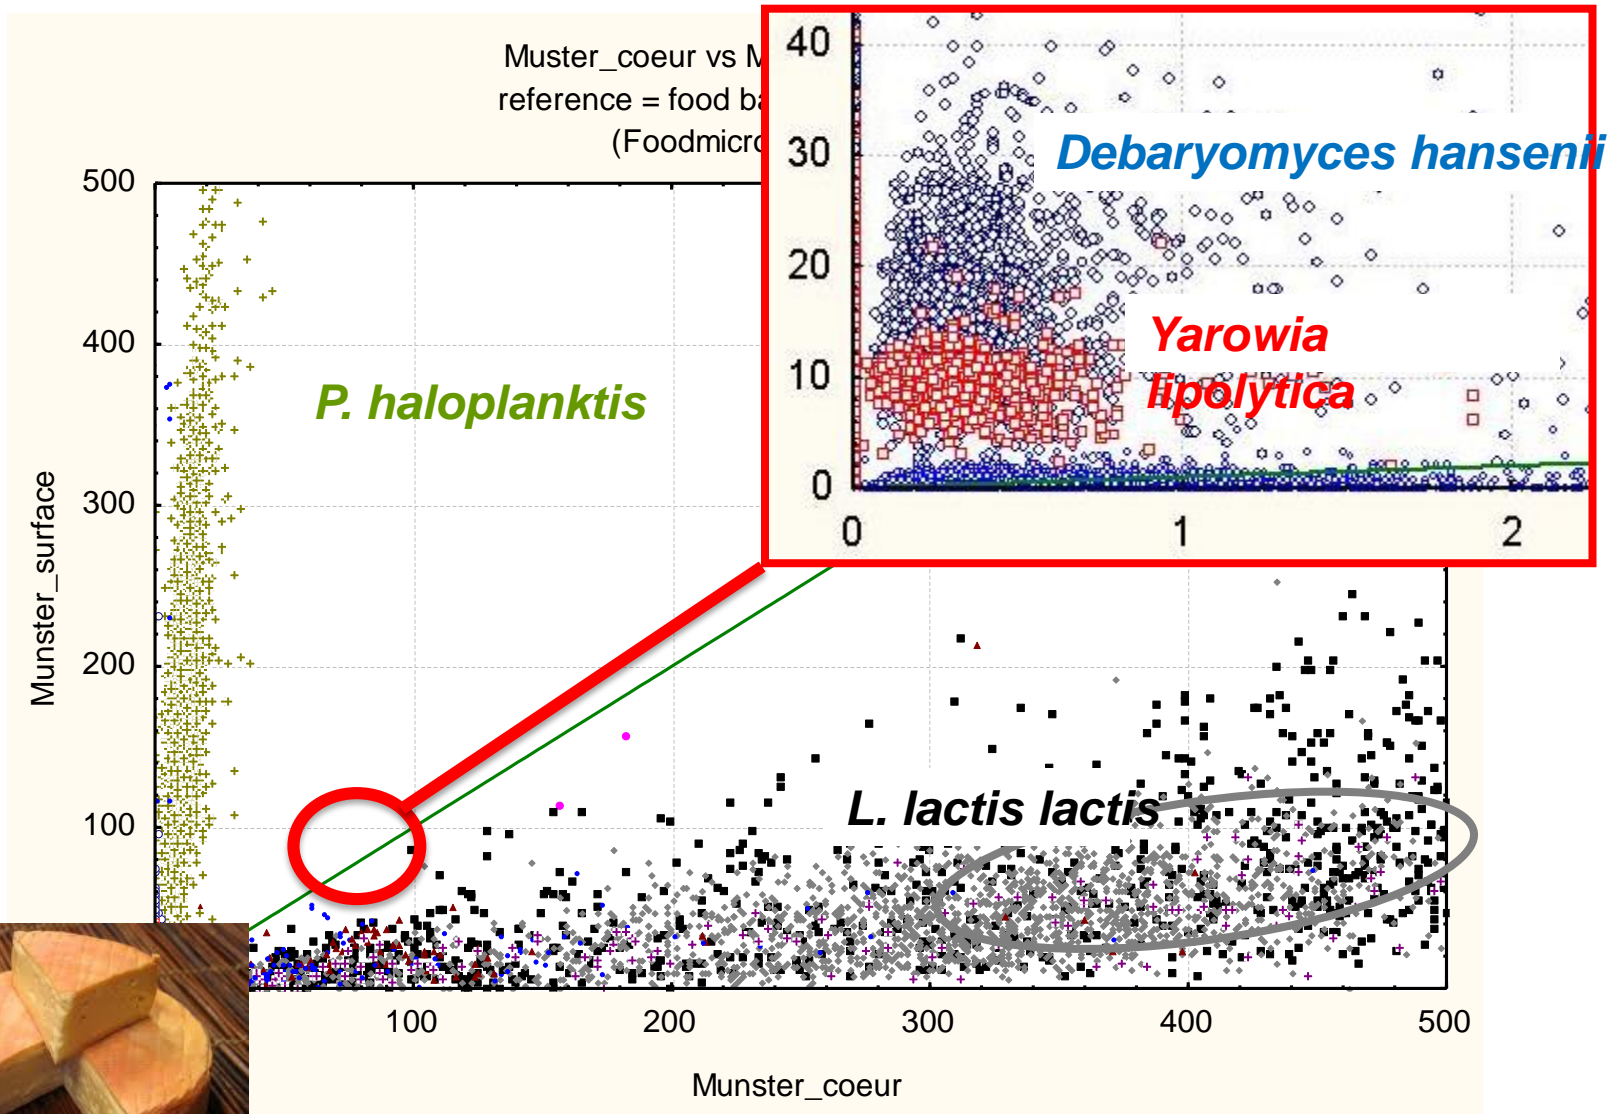 Muster_coeur vs M
reference = food ba
(Foodmicro
500
400
300
200
100
Munster_surface
P. haloplanktis
L. lactis lactis
100
200
300
400
500
Munster_coeur
40
30
20
10
0
0
1
2
Debaryomyces hansenii
Yarowia
lipolytica